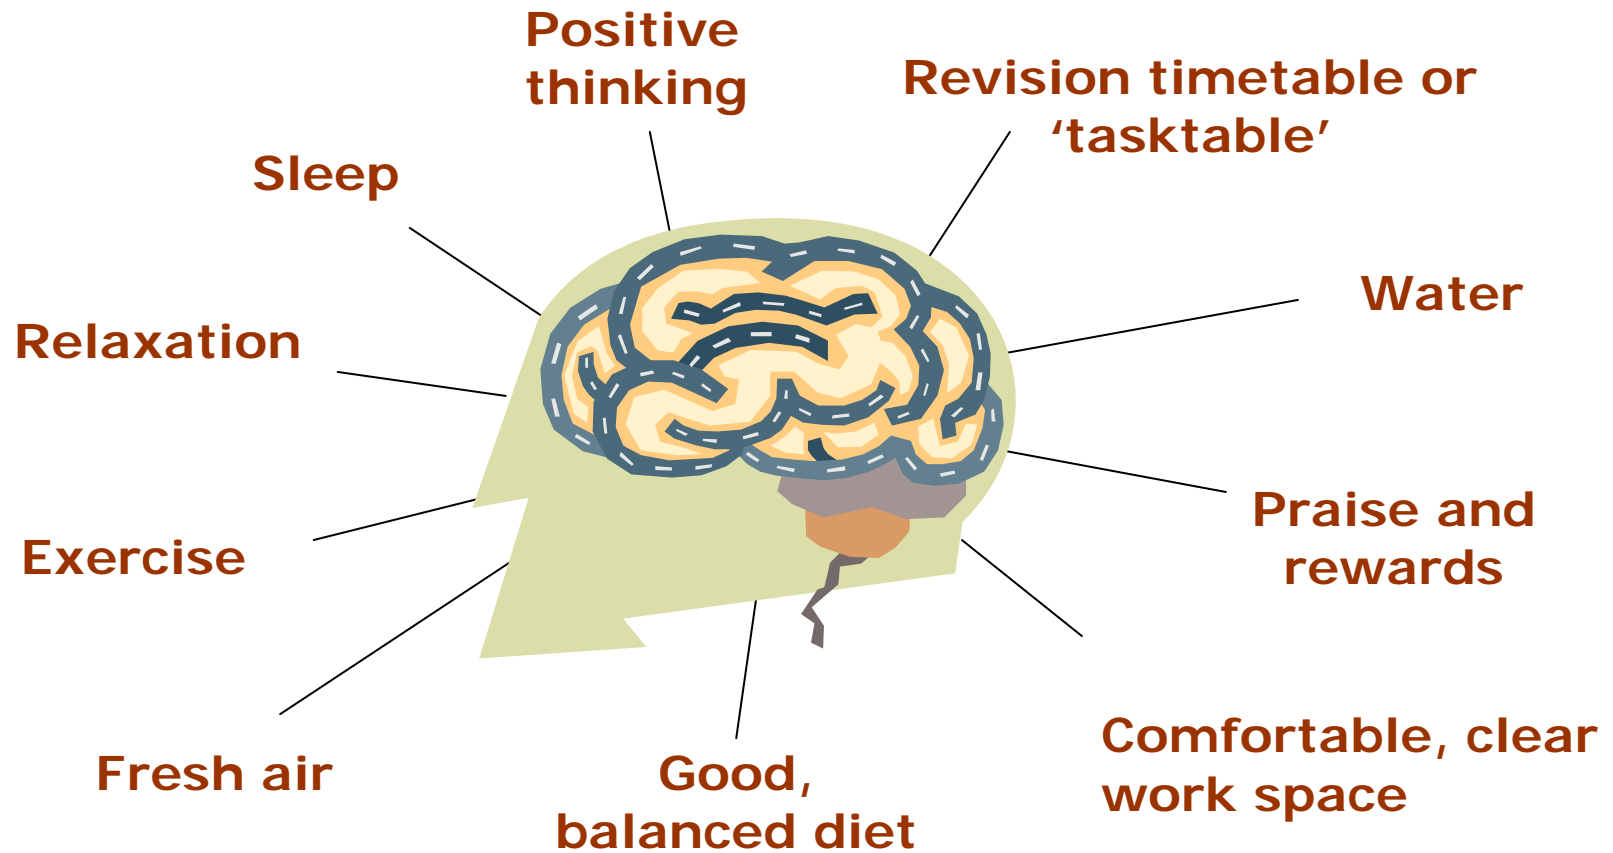 Positive
thinking
Revision timetable or
‘tasktable’
Sleep
Water
Relaxation
Praise and
rewards
Exercise
Comfortable, clear
work space
Fresh air
Good,
balanced diet